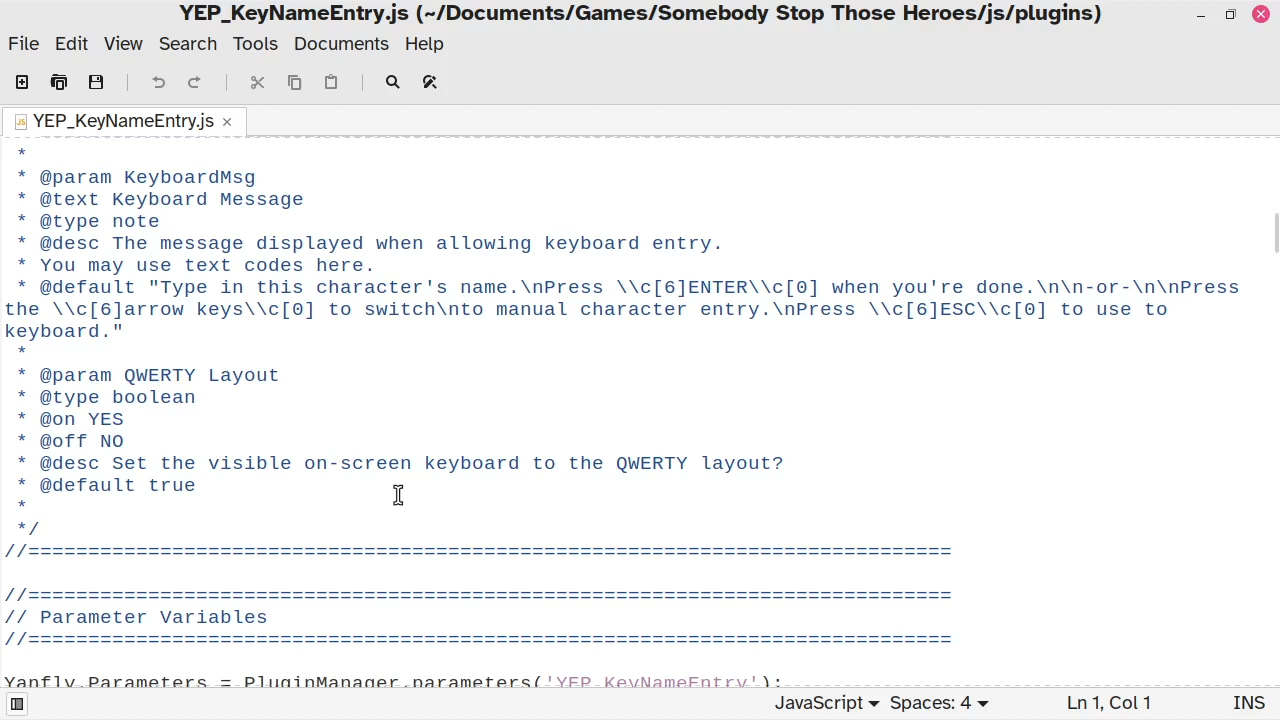 YEP_KeyNameEntry.js (~/Documents/Games/Somebody Stop Those Heroes/js/plugins)
File Edit View Search Tools Documents Help
YEP_KeyNameEntry.js
 *
 * @param KeyboardMsg
 * @text Keyboard Message
 * @type note
 * @desc The message displayed when allowing keyboard entry.
 * You may use text codes here.
 * @default "Type in this character's name.\nPress \\c[6]ENTER\\c[0] when you're done.\n\n-or-\n\nPress
the \\c[6]arrow keys\\c[0] to switch\nto manual character entry.\nPress \\c[6]ESC\\c[0] to use to
keyboard."
 *
 * @param QWERTY Layout
 * @type boolean
 * @on YES
 * @off NO
 * @desc Set the visible on-screen keyboard to the QWERTY layout?
 * @default true
 *
 */
//=============================================================================
//=============================================================================
// Parameter Variables
//=============================================================================
Yanfly.Parameters = PluginManager.parameters('YEP_KeyNameEntry');
JavaScript Spaces: 4 Ln 1, Col 1 INS